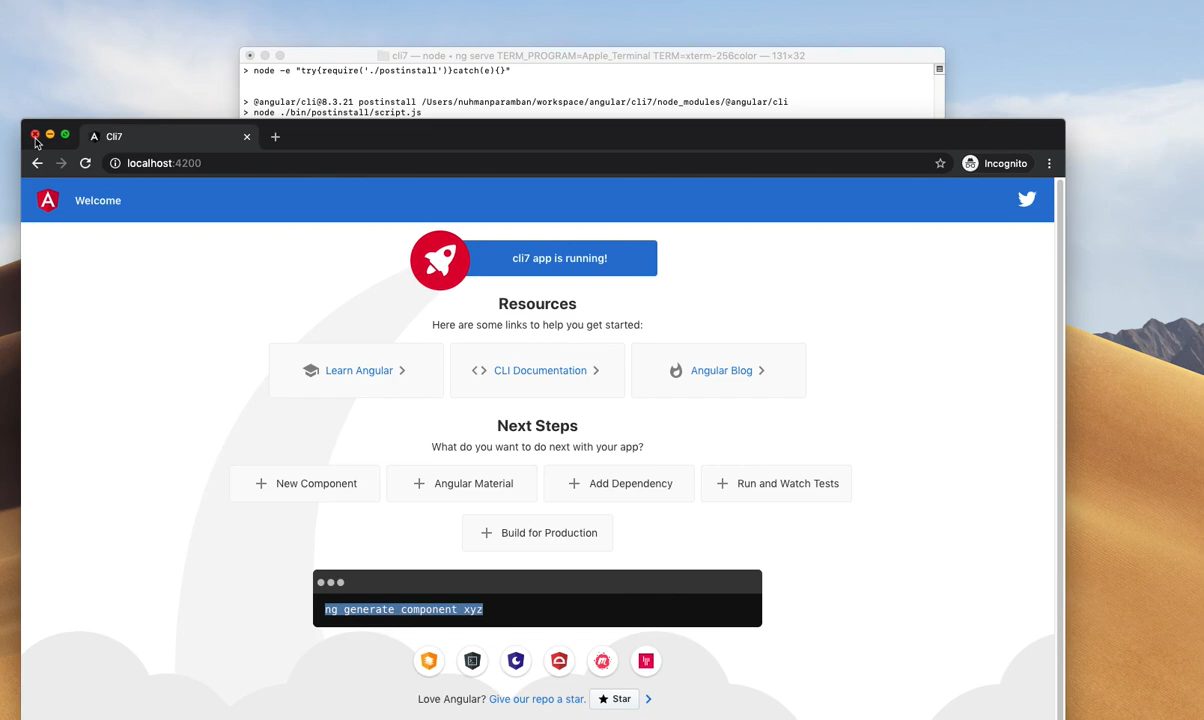 cli7 — node • ng serve TERM_PROGRAM=Apple_Terminal TERM=xterm-256color — 131×32
> node -e "try{require('./postinstall')}catch(e){}"
> @angular/cli@8.3.21 postinstall /Users/nuhmanparamban/workspace/angular/cli7/node_modules/@angular/cli
> node ./bin/postinstall/script.js
Cli7
localhost:4200
Incognito
Welcome
cli7 app is running!
Resources
Here are some links to help you get started:
Learn Angular
CLI Documentation
Angular Blog
Next Steps
What do you want to do next with your app?
New Component
Angular Material
Add Dependency
Run and Watch Tests
Build for Production
ng generate component xyz
Love Angular? Give our repo a star. Star